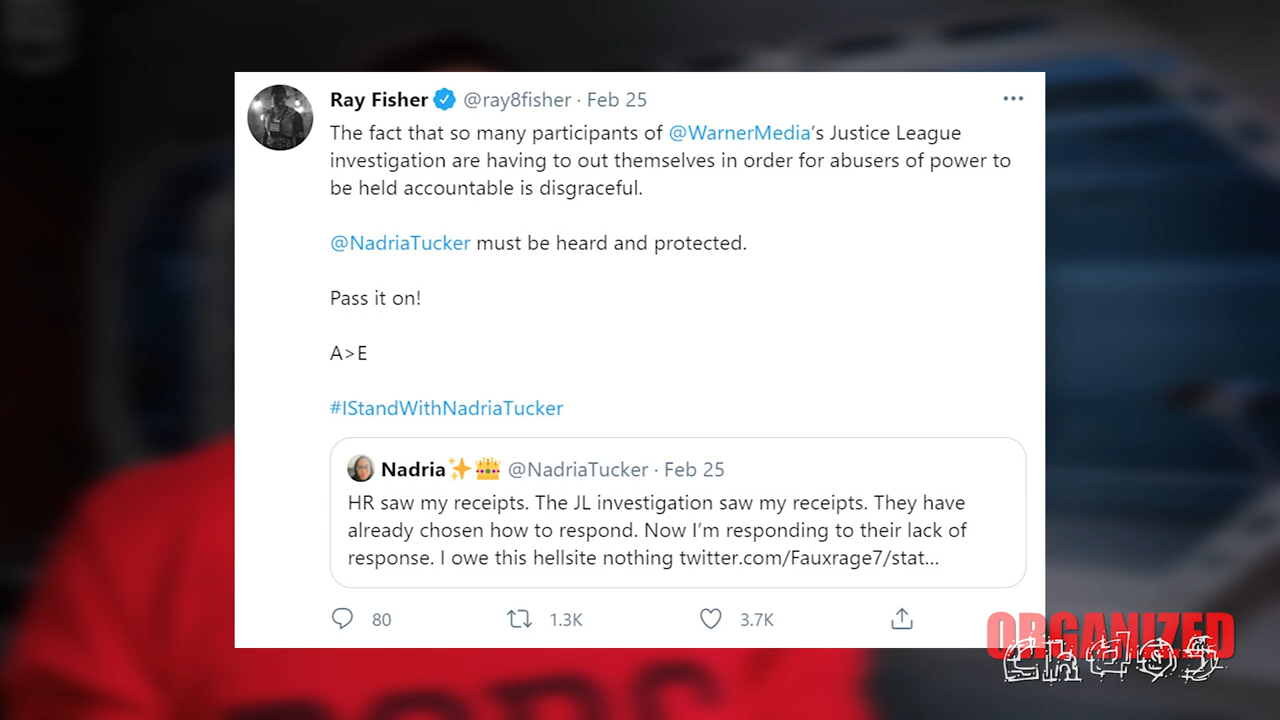 Ray Fisher @ray8fisher · Feb 25
The fact that so many participants of @WarnerMedia's Justice League
investigation are having to out themselves in order for abusers of power to
be held accountable is disgraceful.
@NadriaTucker must be heard and protected.
Pass it on!
A>E
#IStandWithNadriaTucker
Nadria✨👑 @NadriaTucker · Feb 25
HR saw my receipts. The JL investigation saw my receipts. They have
already chosen how to respond. Now I'm responding to their lack of
response. I owe this hellsite nothing twitter.com/Fauxrage7/stat...
80 1.3K 3.7K
ORGANIZED
chaos